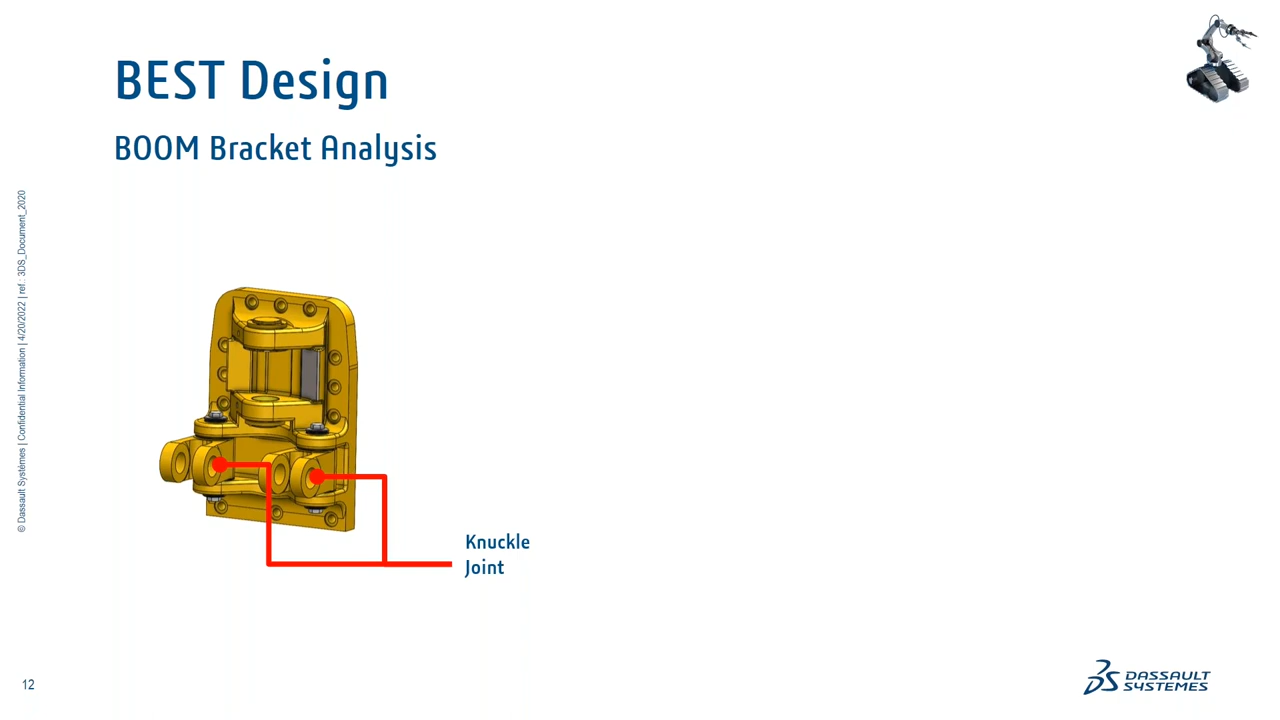 BEST Design
BOOM Bracket Analysis
© Dassault Systèmes | Confidential Information | 4/20/2022 | ref.: 3DS_Document_2020
Knuckle
Joint
12
DASSAULT
SYSTEMES